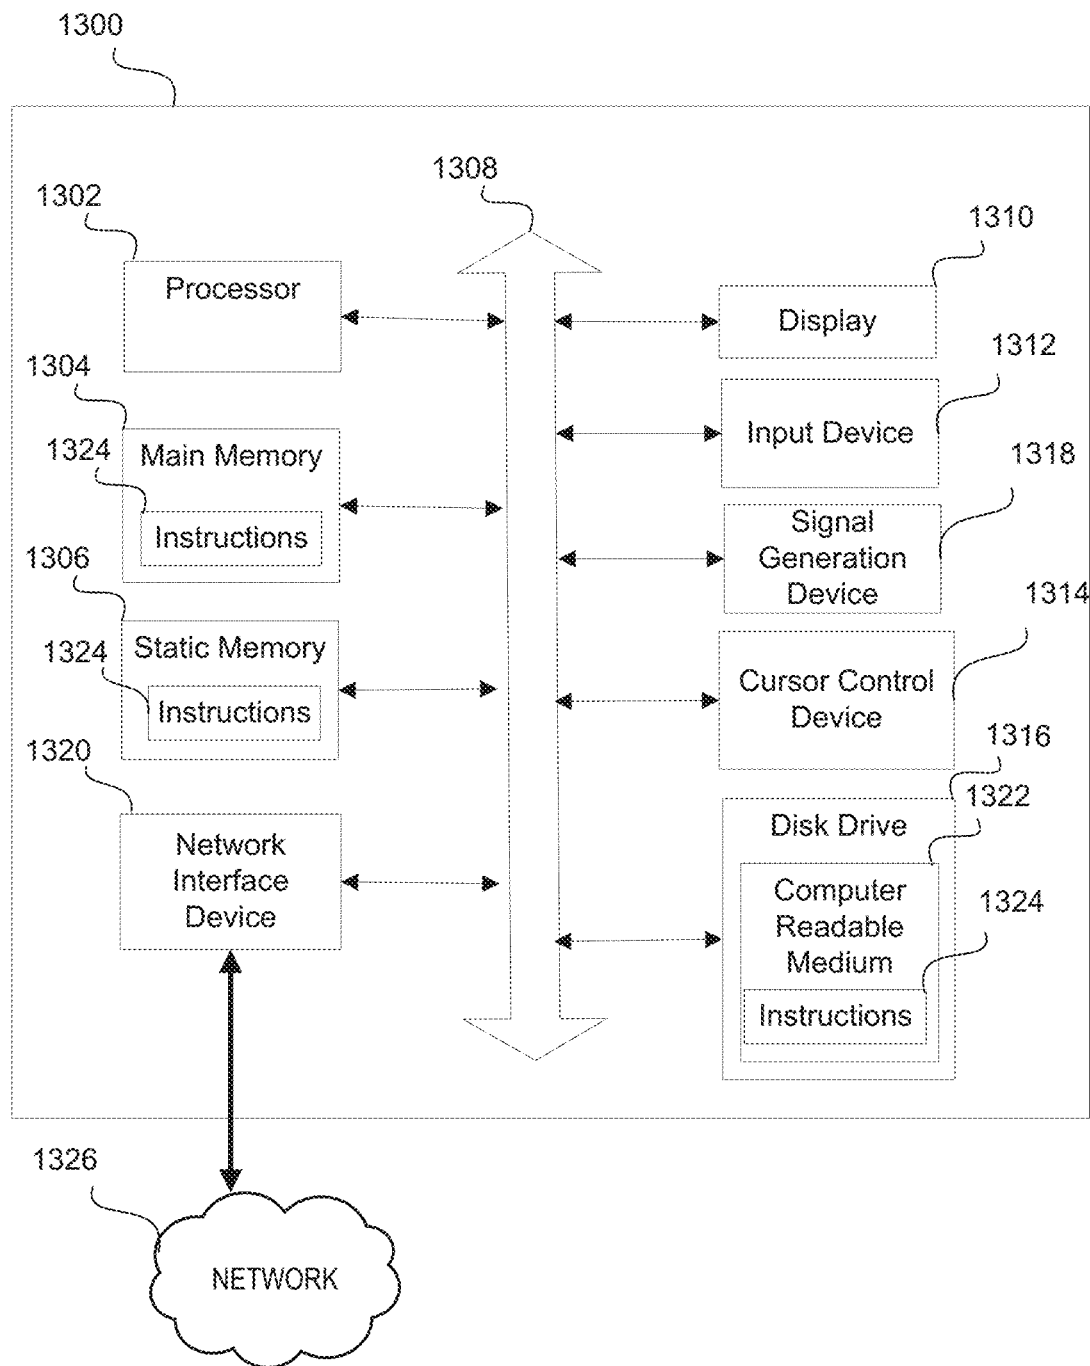 1300
1308
1302
Processor
1310
Display
1304
1324
Main Memory
Instructions
1312
Input Device
1318
Signal
Generation
Device
1306
1324
Static Memory
Instructions
1314
Cursor Control
Device
1320
Network
Interface
Device
1316
1322
Disk Drive
Computer
Readable
Medium
1324
Instructions
1326
NETWORK